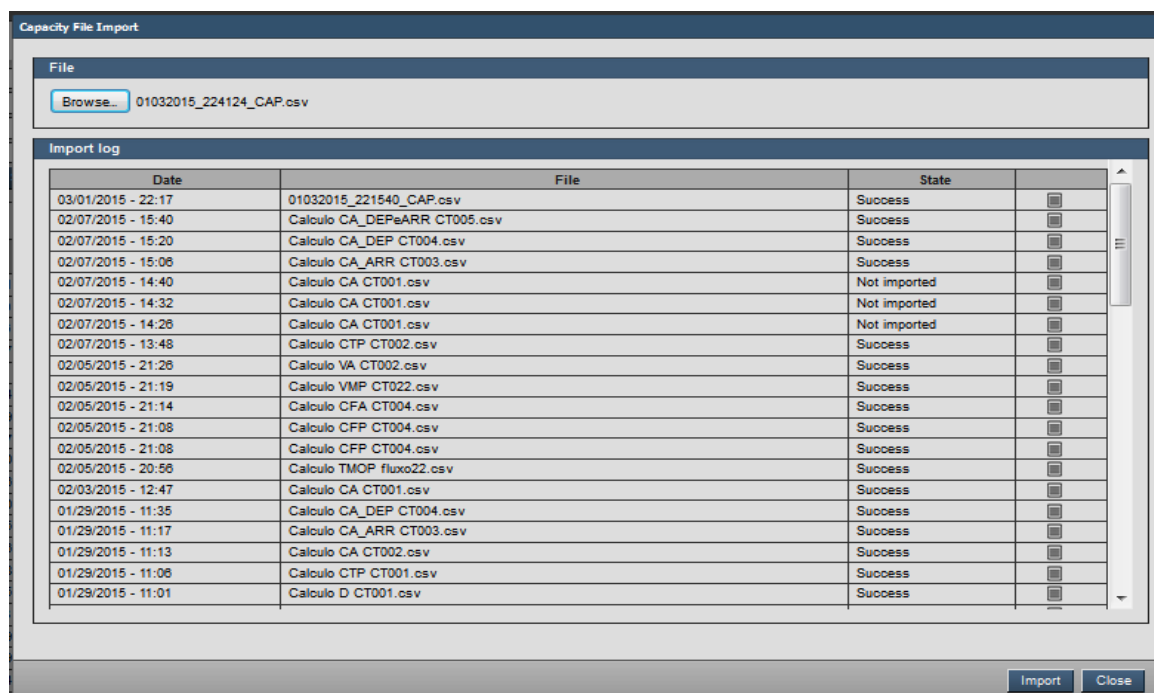 Capacity File Import
File
Browse... 01032015_224124_CAP.csv
Import log
Date File State
03/01/2015 - 22:17 01032015_221540_CAP.csv Success
02/07/2015 - 15:40 Calculo CA_DEPeARR CT005.csv Success
02/07/2015 - 15:20 Calculo CA_DEP CT004.csv Success
02/07/2015 - 15:06 Calculo CA_ARR CT003.csv Success
02/07/2015 - 14:40 Calculo CA CT001.csv Not imported
02/07/2015 - 14:32 Calculo CA CT001.csv Not imported
02/07/2015 - 14:26 Calculo CA CT001.csv Not imported
02/07/2015 - 13:48 Calculo CTP CT002.csv Success
02/05/2015 - 21:26 Calculo VA CT002.csv Success
02/05/2015 - 21:19 Calculo VMP CT022.csv Success
02/05/2015 - 21:14 Calculo CFA CT004.csv Success
02/05/2015 - 21:08 Calculo CFP CT004.csv Success
02/05/2015 - 21:08 Calculo CFP CT004.csv Success
02/05/2015 - 20:56 Calculo TMOP fluxo22.csv Success
02/03/2015 - 12:47 Calculo CA CT001.csv Success
01/29/2015 - 11:35 Calculo CA_DEP CT004.csv Success
01/29/2015 - 11:17 Calculo CA_ARR CT003.csv Success
01/29/2015 - 11:13 Calculo CA CT002.csv Success
01/29/2015 - 11:06 Calculo CTP CT001.csv Success
01/29/2015 - 11:01 Calculo D CT001.csv Success
Import Close